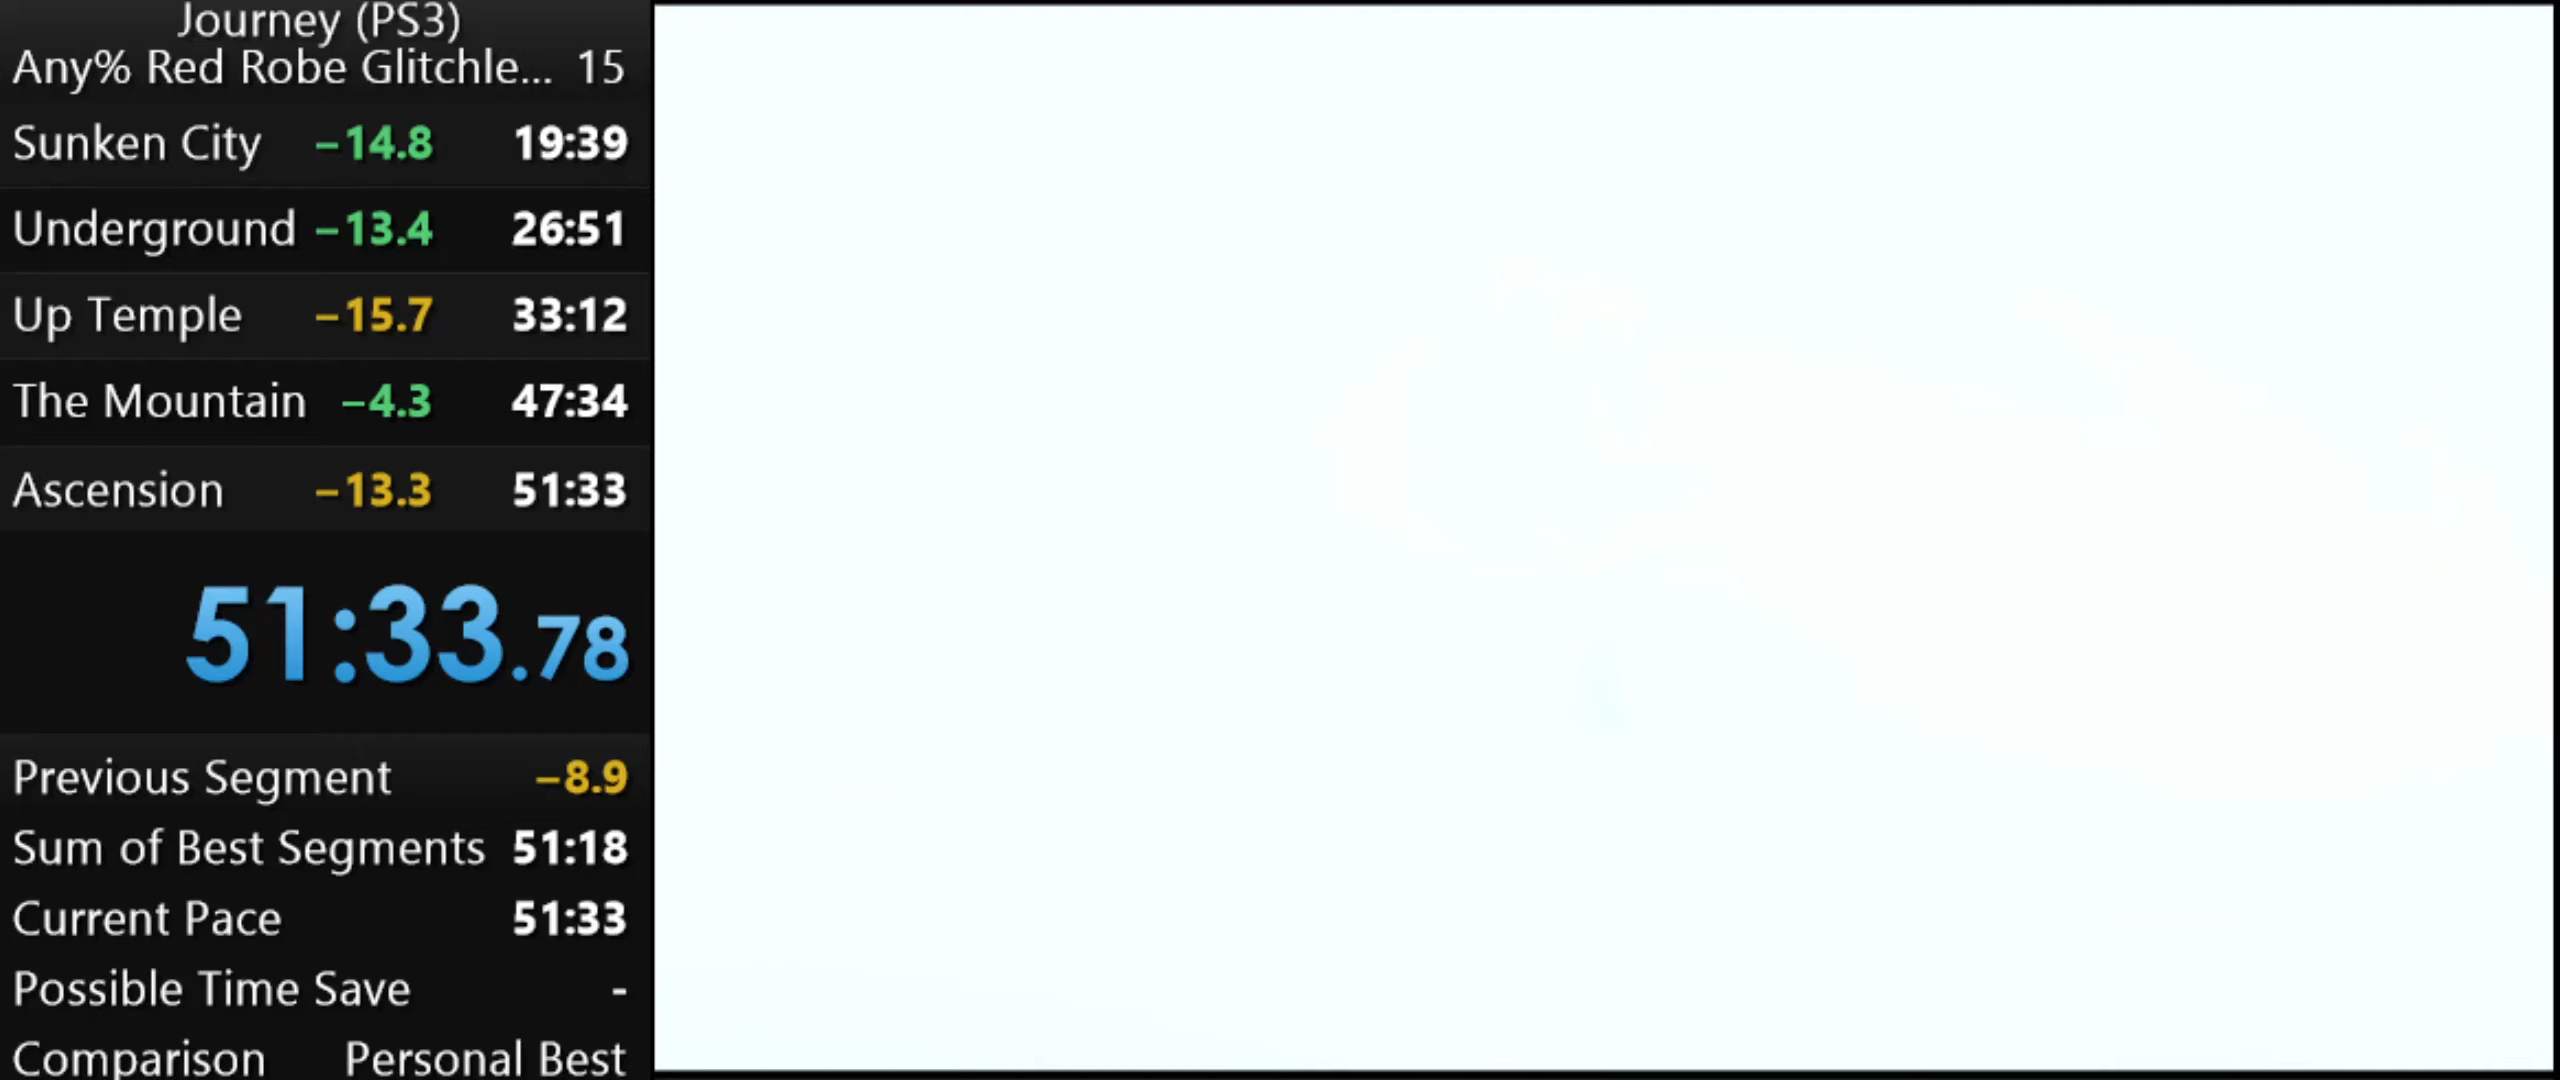 Journey (PS3)
Any% Red Robe Glitchle... 15
Sunken City −14.8 19:39
Underground −13.4 26:51
Up Temple −15.7 33:12
The Mountain −4.3 47:34
Ascension −13.3 51:33
51:33.78
Previous Segment −8.9
Sum of Best Segments 51:18
Current Pace 51:33
Possible Time Save -
Comparison Personal Best